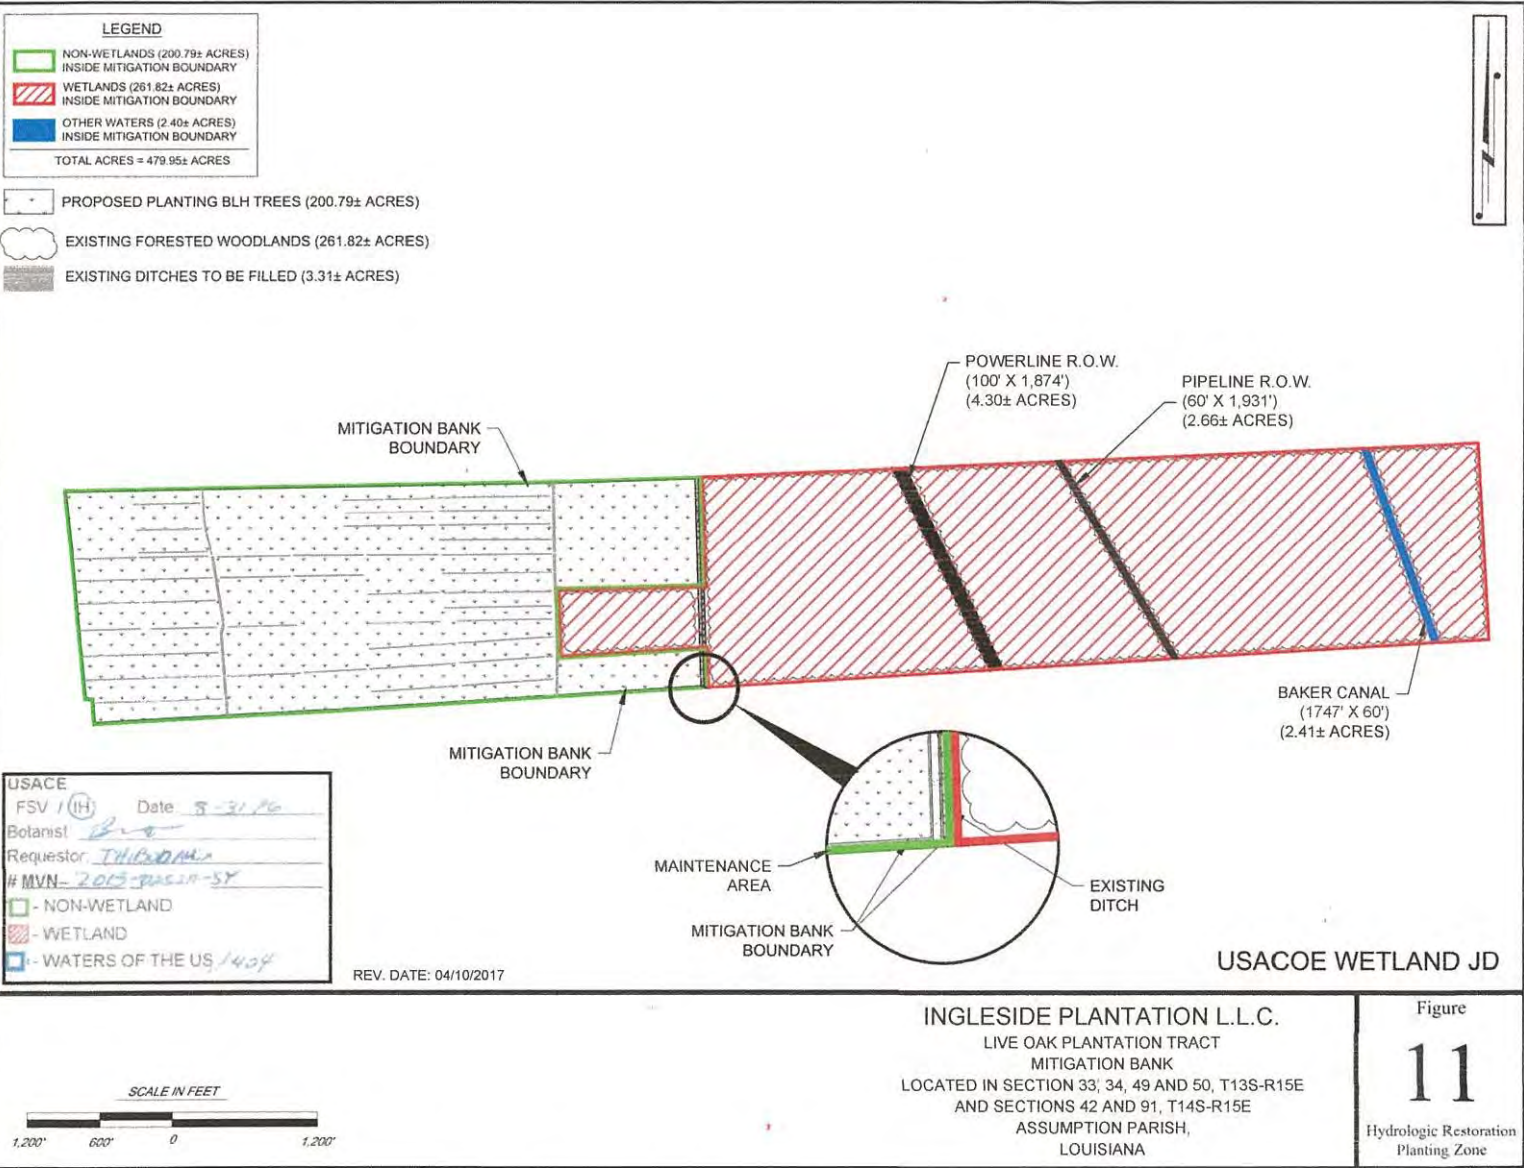 LEGEND
NON-WETLANDS (200.79± ACRES)
INSIDE MITIGATION BOUNDARY
WETLANDS (261.82± ACRES)
INSIDE MITIGATION BOUNDARY
OTHER WATERS (2.40± ACRES)
INSIDE MITIGATION BOUNDARY
TOTAL ACRES = 479.95± ACRES
PROPOSED PLANTING BLH TREES (200.79± ACRES)
EXISTING FORESTED WOODLANDS (261.82± ACRES)
EXISTING DITCHES TO BE FILLED (3.31± ACRES)
POWERLINE R.O.W.
(100' X 1,874')
(4.30± ACRES)
PIPELINE R.O.W.
(60' X 1,931')
(2.66± ACRES)
MITIGATION BANK
BOUNDARY
BAKER CANAL
(1747' X 60')
(2.41± ACRES)
MITIGATION BANK
BOUNDARY
MAINTENANCE
AREA
EXISTING
DITCH
MITIGATION BANK
BOUNDARY
USACE
FSV / IH Date 8-31-16
Botanist
Requestor
# MVN-
- NON-WETLAND
- WETLAND
- WATERS OF THE US 1404
REV. DATE: 04/10/2017
USACOE WETLAND JD
SCALE IN FEET
1,200' 600' 0 1,200'
INGLESIDE PLANTATION L.L.C.
LIVE OAK PLANTATION TRACT
MITIGATION BANK
LOCATED IN SECTION 33, 34, 49 AND 50, T13S-R15E
AND SECTIONS 42 AND 91, T14S-R15E
ASSUMPTION PARISH,
LOUISIANA
Figure
11
Hydrologic Restoration
Planting Zone